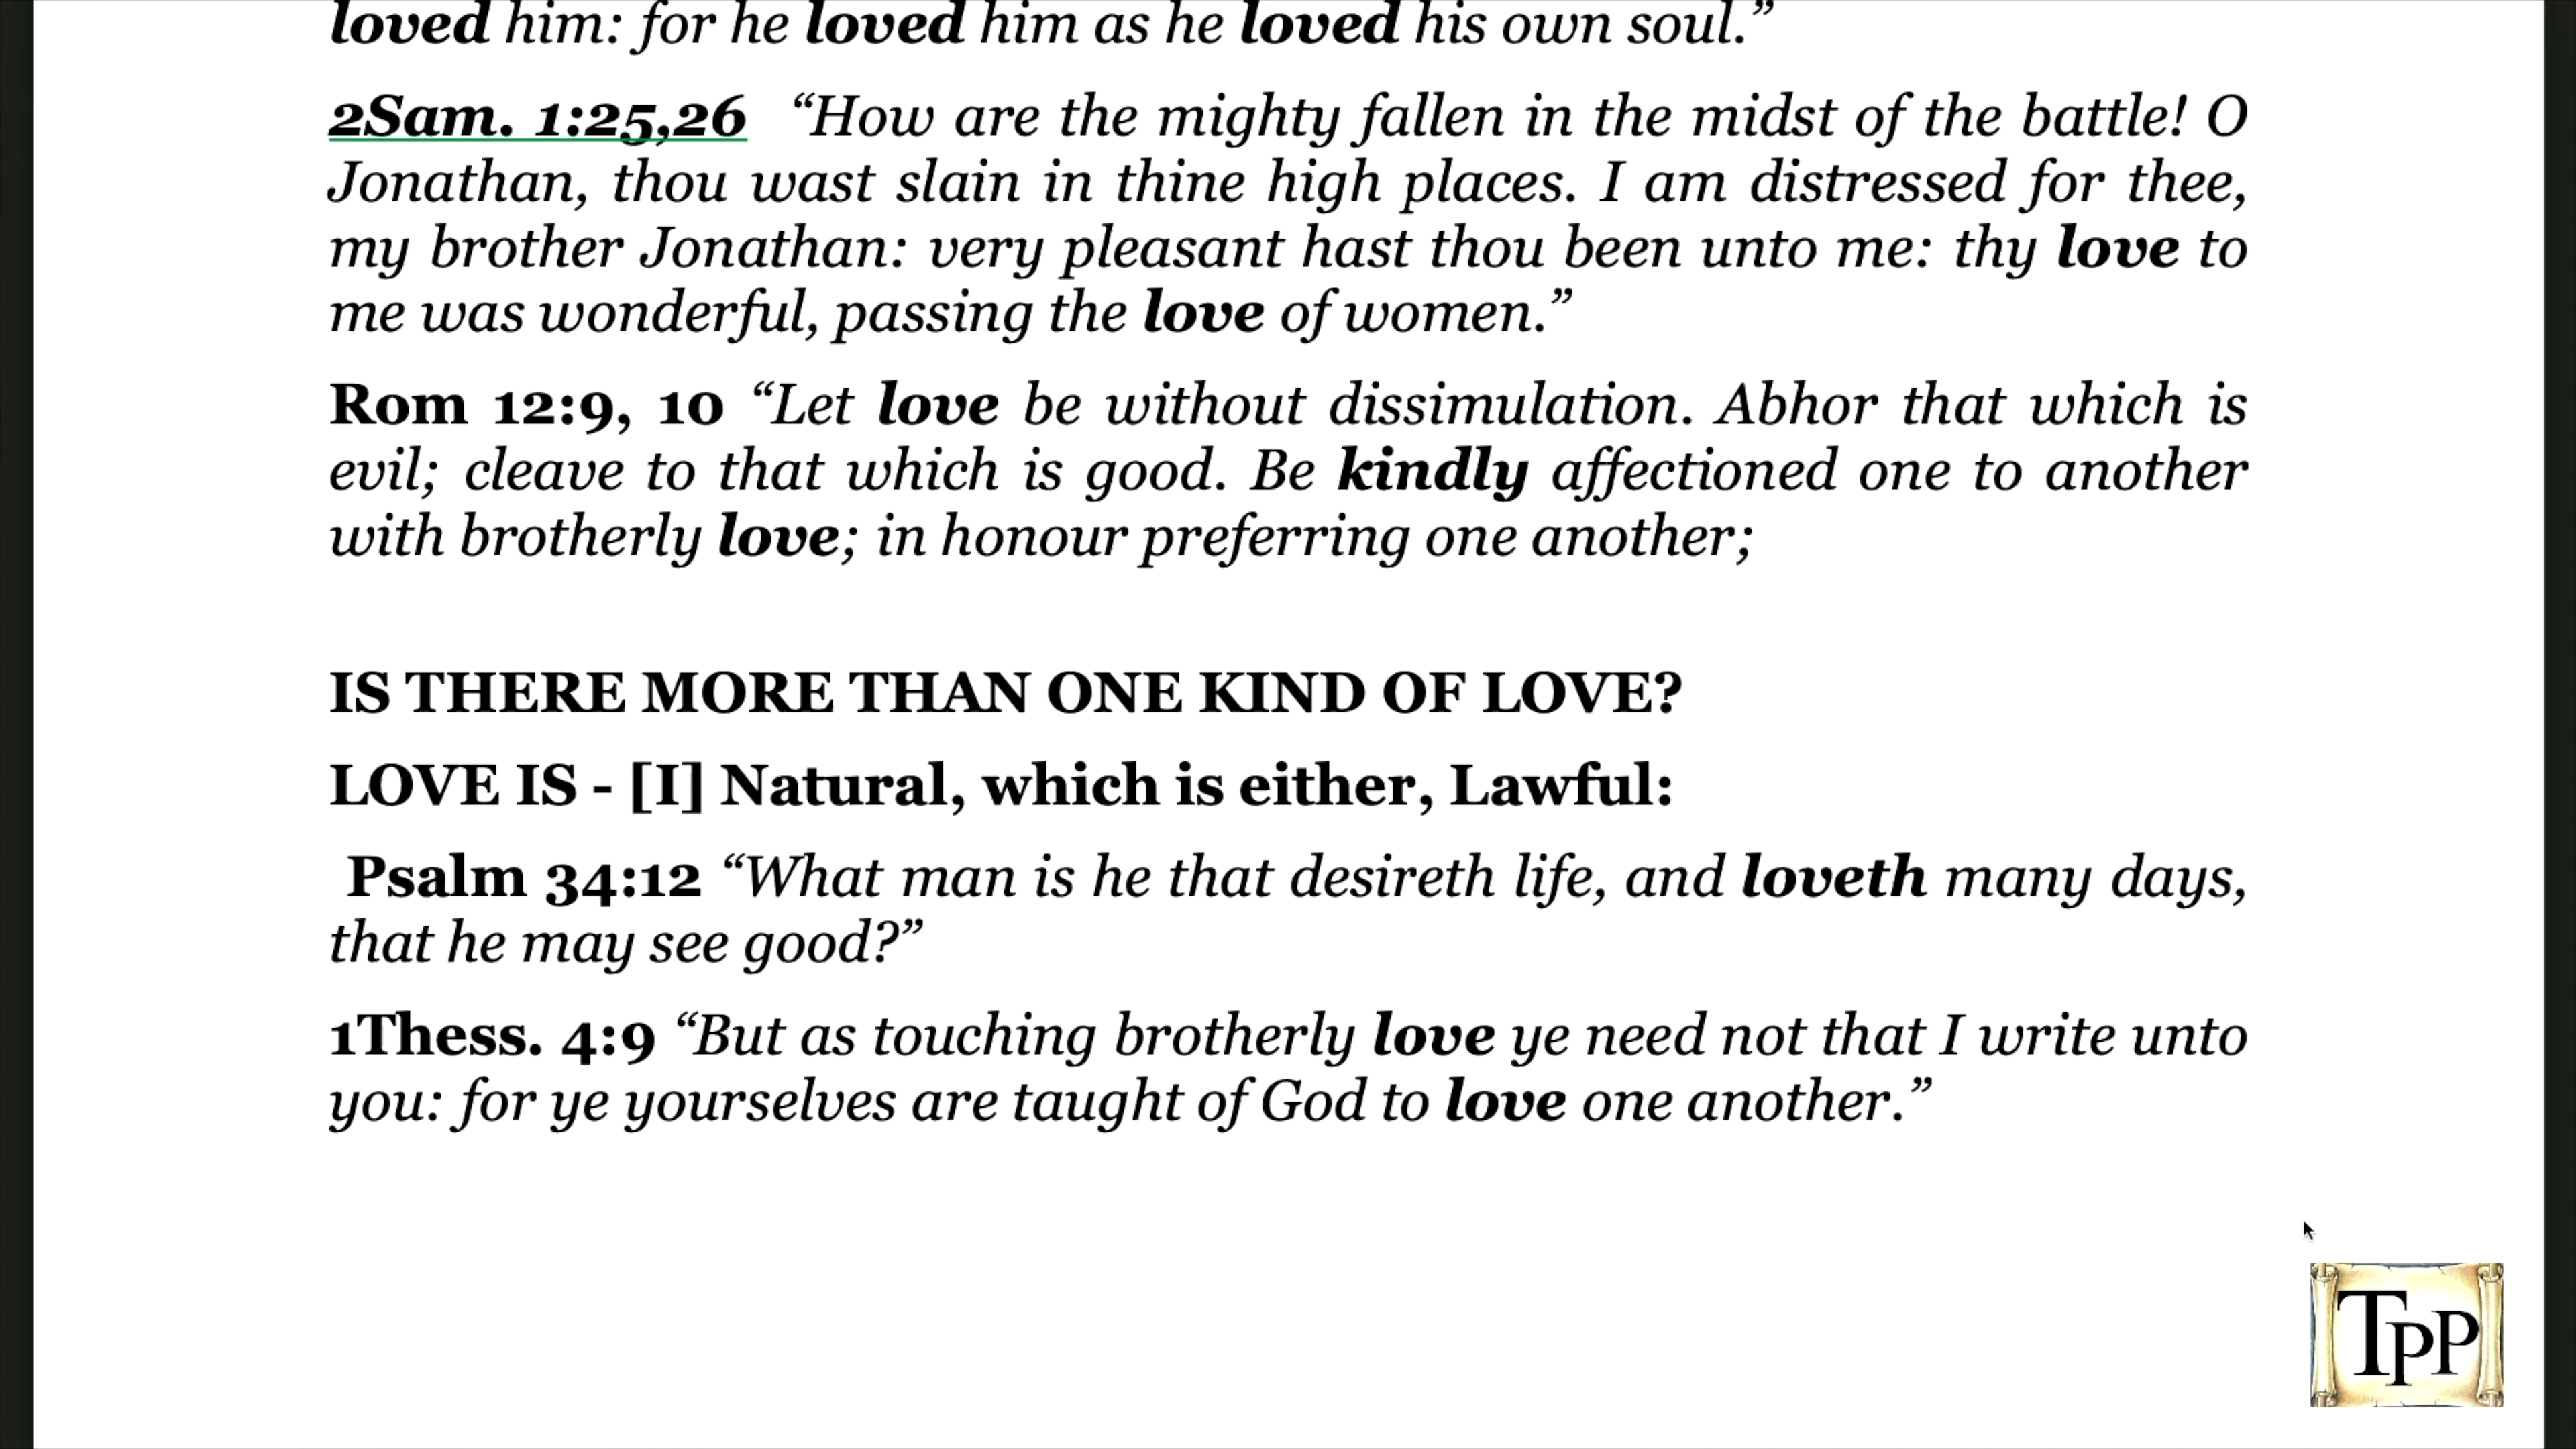 loved him: for he loved him as he loved his own soul.”
2Sam. 1:25,26 “How are the mighty fallen in the midst of the battle! O
Jonathan, thou wast slain in thine high places. I am distressed for thee,
my brother Jonathan: very pleasant hast thou been unto me: thy love to
me was wonderful, passing the love of women.”
Rom 12:9, 10 “Let love be without dissimulation. Abhor that which is
evil; cleave to that which is good. Be kindly affectioned one to another
with brotherly love; in honour preferring one another;
IS THERE MORE THAN ONE KIND OF LOVE?
LOVE IS - [I] Natural, which is either, Lawful:
Psalm 34:12 “What man is he that desireth life, and loveth many days,
that he may see good?”
1Thess. 4:9 “But as touching brotherly love ye need not that I write unto
you: for ye yourselves are taught of God to love one another.”
TPP